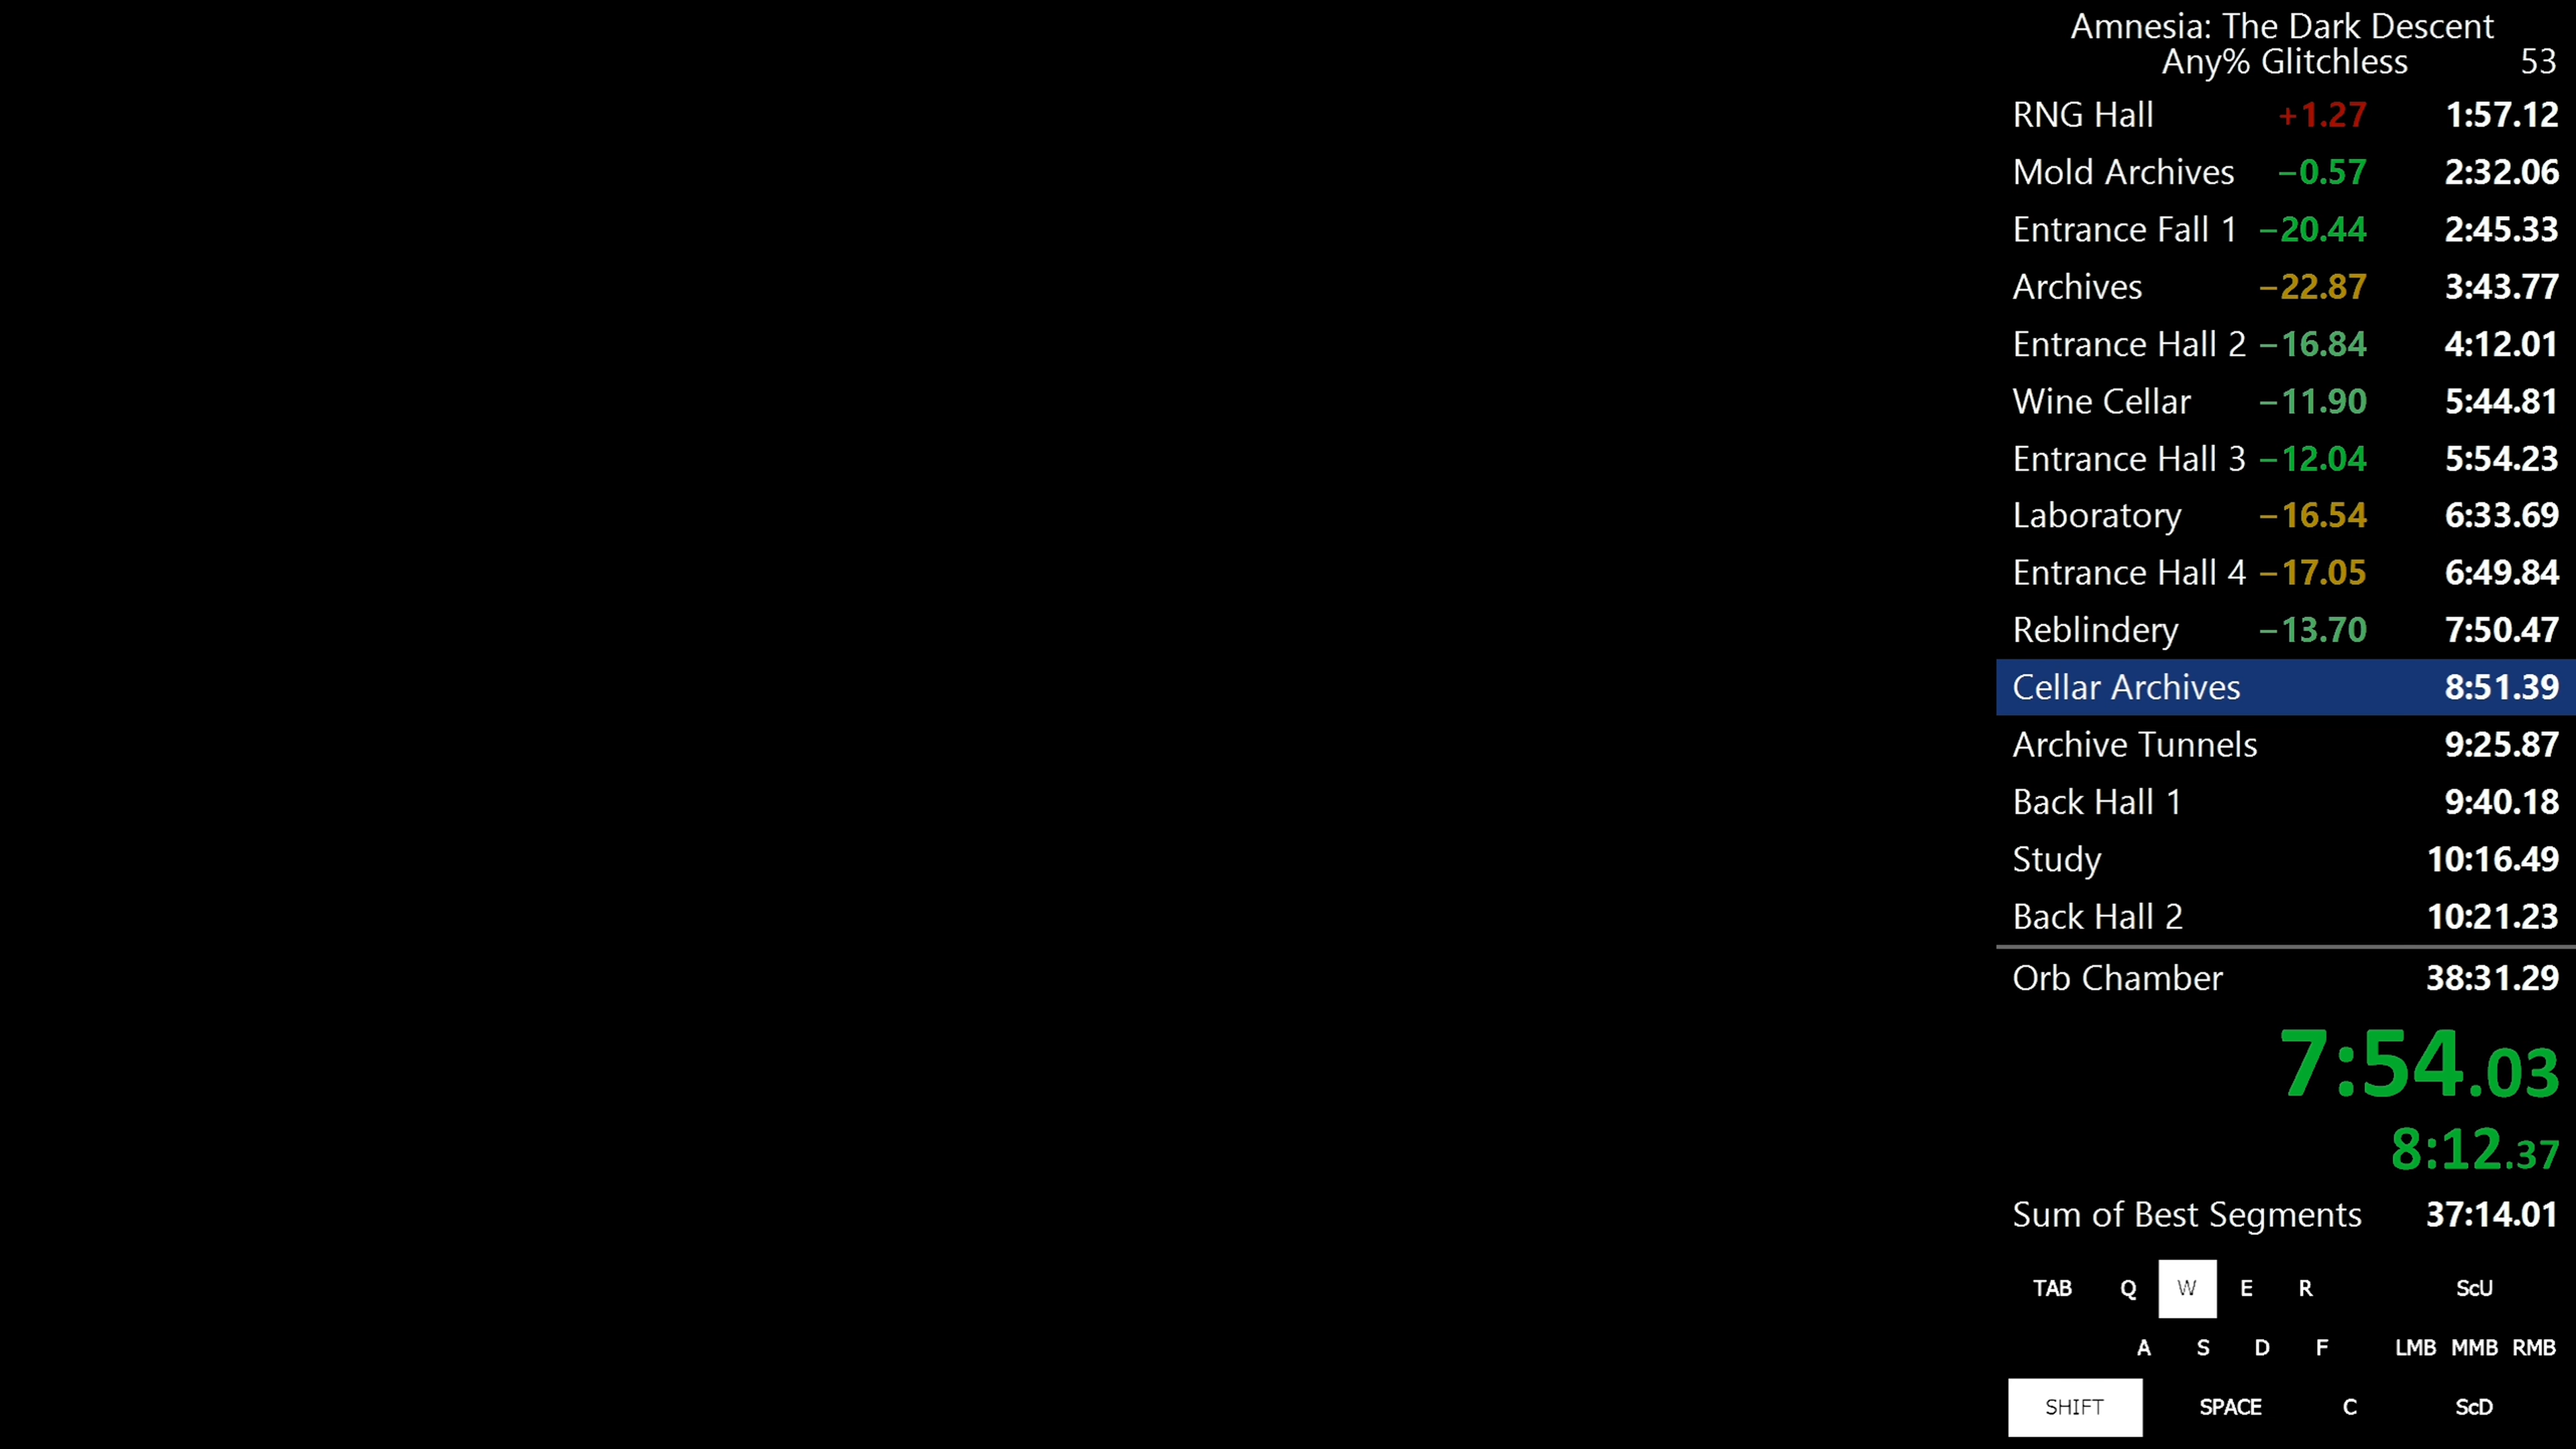 Amnesia: The Dark Descent
Any% Glitchless 53
RNG Hall +1.27 1:57.12
Mold Archives −0.57 2:32.06
Entrance Fall 1 −20.44 2:45.33
Archives −22.87 3:43.77
Entrance Hall 2 −16.84 4:12.01
Wine Cellar −11.90 5:44.81
Entrance Hall 3 −12.04 5:54.23
Laboratory −16.54 6:33.69
Entrance Hall 4 −17.05 6:49.84
Reblindery −13.70 7:50.47
Cellar Archives 8:51.39
Archive Tunnels 9:25.87
Back Hall 1 9:40.18
Study 10:16.49
Back Hall 2 10:21.23
Orb Chamber 38:31.29
7:54.03
8:12.37
Sum of Best Segments 37:14.01
TAB Q W E R ScU
A S D F LMB MMB RMB
SHIFT SPACE C ScD